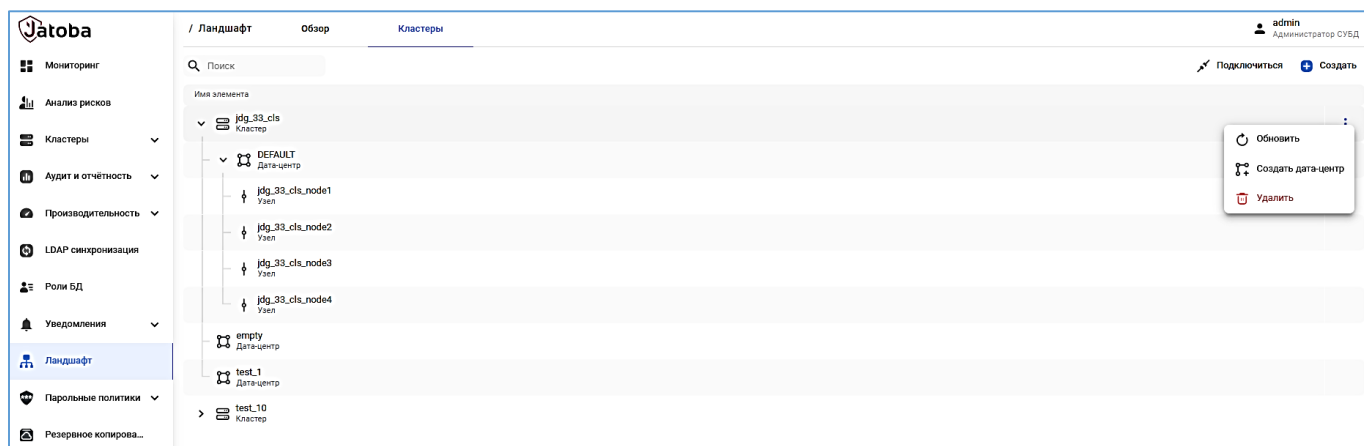 Jatoba
/ Ландшафт Обзор Кластеры
admin
Администратор СУБД
Мониторинг
Анализ рисков
Кластеры
Аудит и отчётность
Производительность
LDAP синхронизация
Роли БД
Уведомления
Ландшафт
Парольные политики
Резервное копирова...
Поиск
Подключиться Создать
Имя элемента
jdg_33_cls
Кластер
DEFAULT
Дата-центр
jdg_33_cls_node1
Узел
jdg_33_cls_node2
Узел
jdg_33_cls_node3
Узел
jdg_33_cls_node4
Узел
empty
Дата-центр
test_1
Дата-центр
test_10
Кластер
Обновить
Создать дата-центр
Удалить